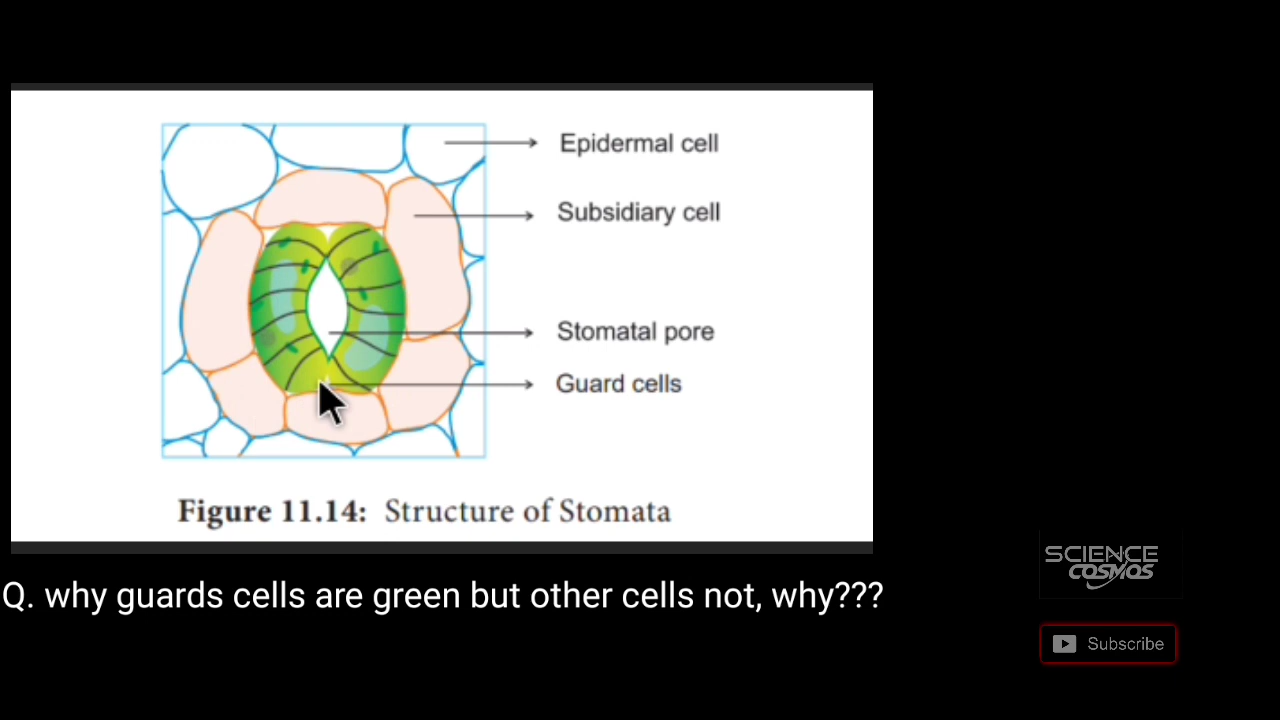 Epidermal cell
Subsidiary cell
Stomatal pore
Guard cells
Figure 11.14: Structure of Stomata
Q. why guards cells are green but other cells not, why???
SCIENCE
COSMOS
Subscribe